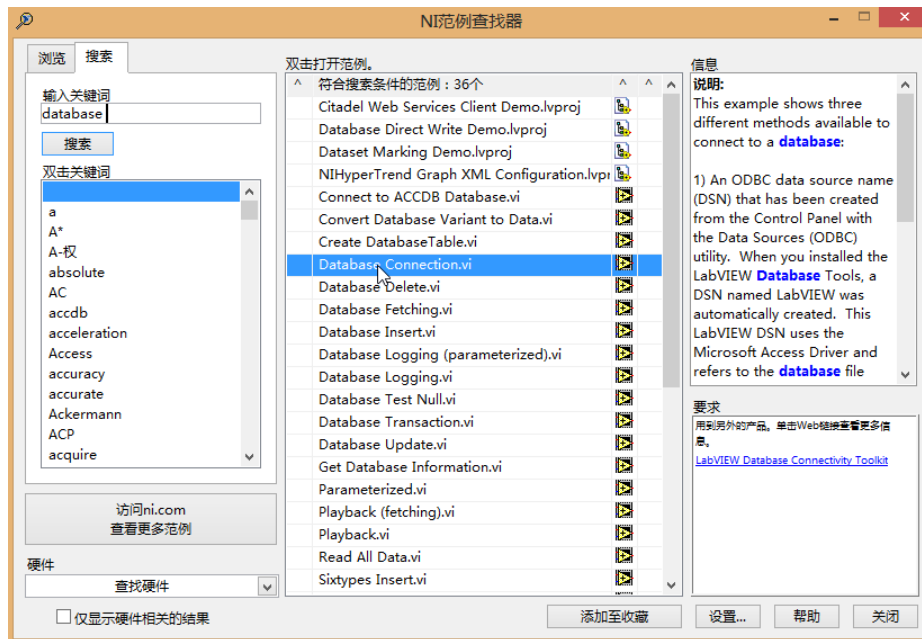 NI范例查找器
浏览
搜索
输入关键词
database
搜索
双击关键词
a
A*
A-权
absolute
AC
accdb
acceleration
Access
accuracy
accurate
Ackermann
ACP
acquire
访问ni.com
查看更多范例
硬件
查找硬件
仅显示硬件相关的结果
双击打开范例。
符合搜索条件的范例：36个
Citadel Web Services Client Demo.lvproj
Database Direct Write Demo.lvproj
Dataset Marking Demo.lvproj
NIHyperTrend Graph XML Configuration.lvpr
Connect to ACCDB Database.vi
Convert Database Variant to Data.vi
Create DatabaseTable.vi
Database Connection.vi
Database Delete.vi
Database Fetching.vi
Database Insert.vi
Database Logging (parameterized).vi
Database Logging.vi
Database Test Null.vi
Database Transaction.vi
Database Update.vi
Get Database Information.vi
Parameterized.vi
Playback (fetching).vi
Playback.vi
Read All Data.vi
Sixtypes Insert.vi
信息
说明:
This example shows three
different methods available to
connect to a database:
1) An ODBC data source name
(DSN) that has been created
from the Control Panel with
the Data Sources (ODBC)
utility. When you installed the
LabVIEW Database Tools, a
DSN named LabVIEW was
automatically created. This
LabVIEW DSN uses the
Microsoft Access Driver and
refers to the database file
要求
用到另外的产品。单击Web链接查看更多信
息。
LabVIEW Database Connectivity Toolkit
添加至收藏
设置...
帮助
关闭